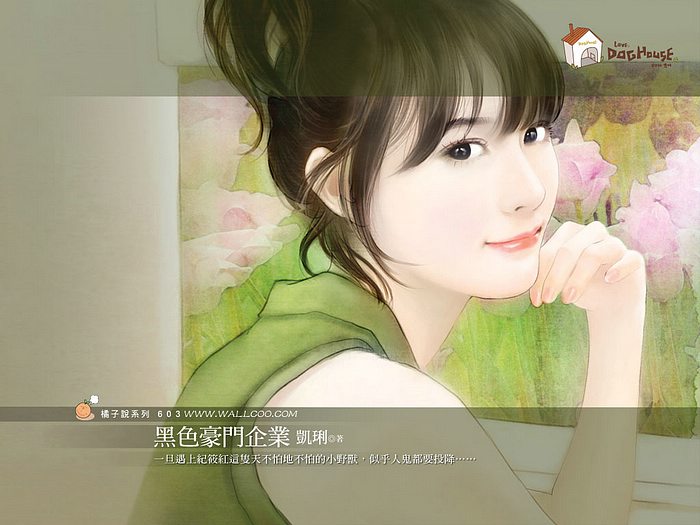 Love
DOGHOUSE
橘子說系列 603 WWW.WALLCOO.COM
黑色豪門企業 凱琍◎著
一旦遇上紀筱紅這隻天不怕地不怕的小野獸，似乎人鬼都要投降……